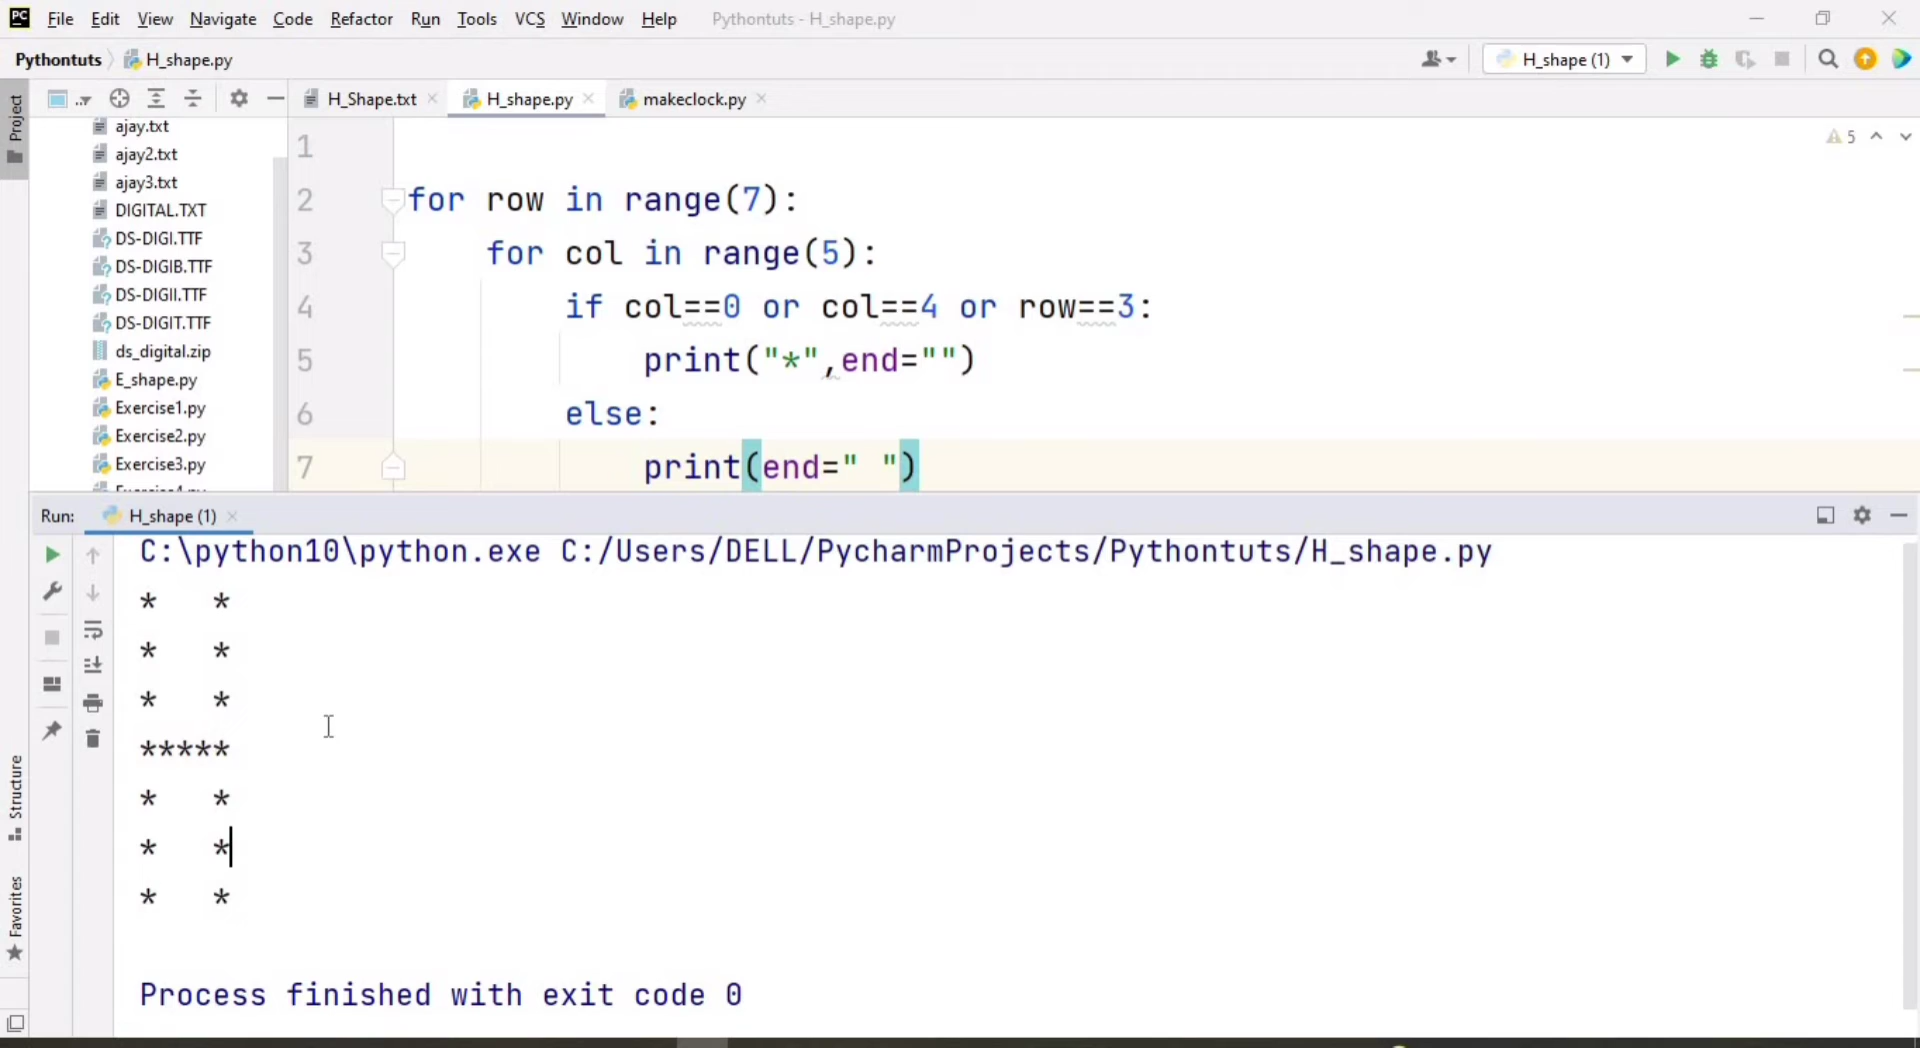 PC File Edit View Navigate Code Refactor Run Tools VCS Window Help Pythontuts - H_shape.py
Pythontuts H_shape.py H_shape (1)
Project
H_Shape.txt H_shape.py makeclock.py
ajay.txt
ajay2.txt
ajay3.txt
DIGITAL.TXT
DS-DIGI.TTF
DS-DIGIB.TTF
DS-DIGII.TTF
DS-DIGIT.TTF
ds_digital.zip
E_shape.py
Exercise1.py
Exercise2.py
Exercise3.py
5
1
2 for row in range(7):
3 for col in range(5):
4 if col==0 or col==4 or row==3:
5 print("*",end="")
6 else:
7 print(end=" ")
Run: H_shape (1)
C:\python10\python.exe C:/Users/DELL/PycharmProjects/Pythontuts/H_shape.py
*   *
*   *
*   *
*****
*   *
*   *
*   *
Process finished with exit code 0
Structure
Favorites